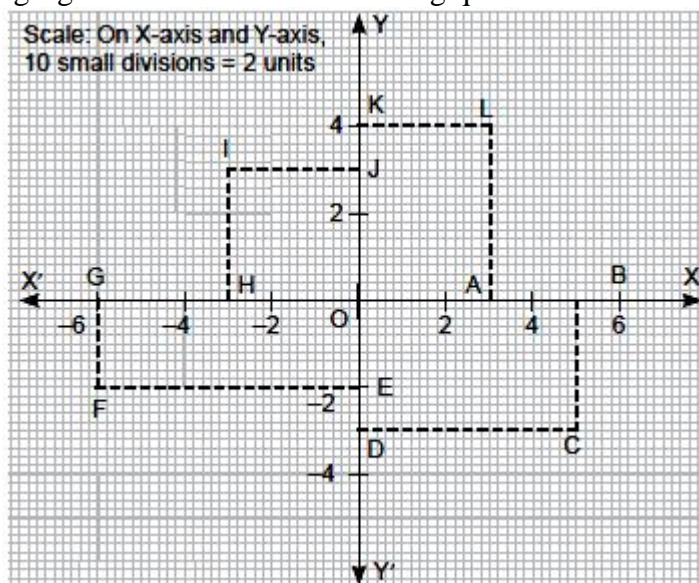 Scale: On X-axis and Y-axis,
10 small divisions = 2 units
Y
K
L
4
I
J
2
X′
G
H
A
B
X
–6
–4
–2
O
2
4
6
F
–2
E
D
C
–4
Y′